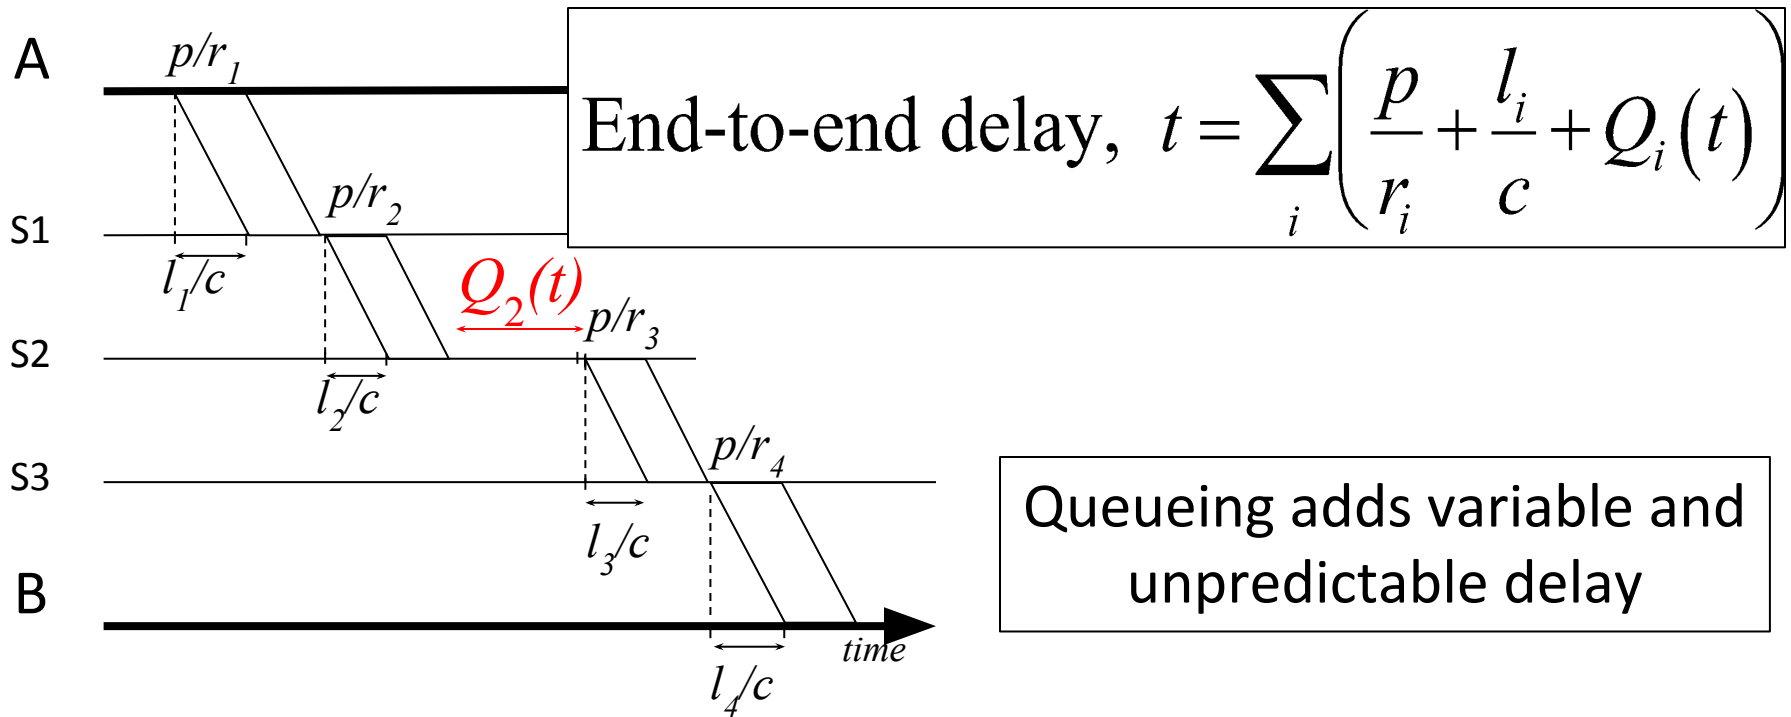 A
p/r₁
End-to-end delay, t = ∑ᵢ ( p/rᵢ + lᵢ/c + Qᵢ(t) )
p/r₂
S1
l₁/c
Q₂(t)
p/r₃
S2
l₂/c
p/r₄
S3
Queueing adds variable and
unpredictable delay
l₃/c
B
time
l₄/c